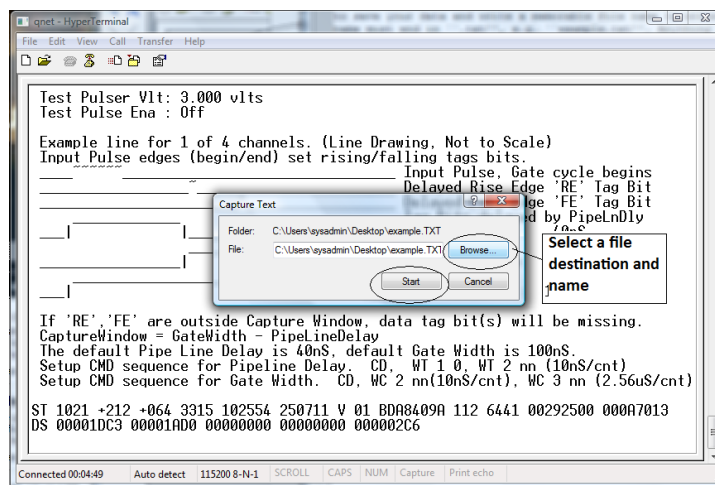 qnet - HyperTerminal
File Edit View Call Transfer Help
Test Pulser Vlt: 3.000 vlts
Test Pulse Ena : Off
Example line for 1 of 4 channels. (Line Drawing, Not to Scale)
Input Pulse edges (begin/end) set rising/falling tags bits.
Input Pulse, Gate cycle begins
Delayed Rise Edge 'RE' Tag Bit
Edge 'FE' Tag Bit
by PipeLnDly
Capture Text
Folder: C:\Users\sysadmin\Desktop\example.TXT
File: C:\Users\sysadmin\Desktop\example.TXT Browse...
Start Cancel
Select a file
destination and
name
If 'RE','FE' are outside Capture Window, data tag bit(s) will be missing.
CaptureWindow = GateWidth - PipeLineDelay
The default Pipe Line Delay is 40nS, default Gate Width is 100nS.
Setup CMD sequence for Pipeline Delay. CD, WT 1 0, WT 2 nn (10nS/cnt)
Setup CMD sequence for Gate Width. CD, WC 2 nn(10nS/cnt), WC 3 nn (2.56uS/cnt)
ST 1021 +212 +064 3315 102554 250711 V 01 BDA8409A 112 6441 00292500 000A7013
DS 00001DC3 00001AD0 00000000 00000000 000002C6
Connected 00:04:49 Auto detect 115200 8-N-1 SCROLL CAPS NUM Capture Print echo